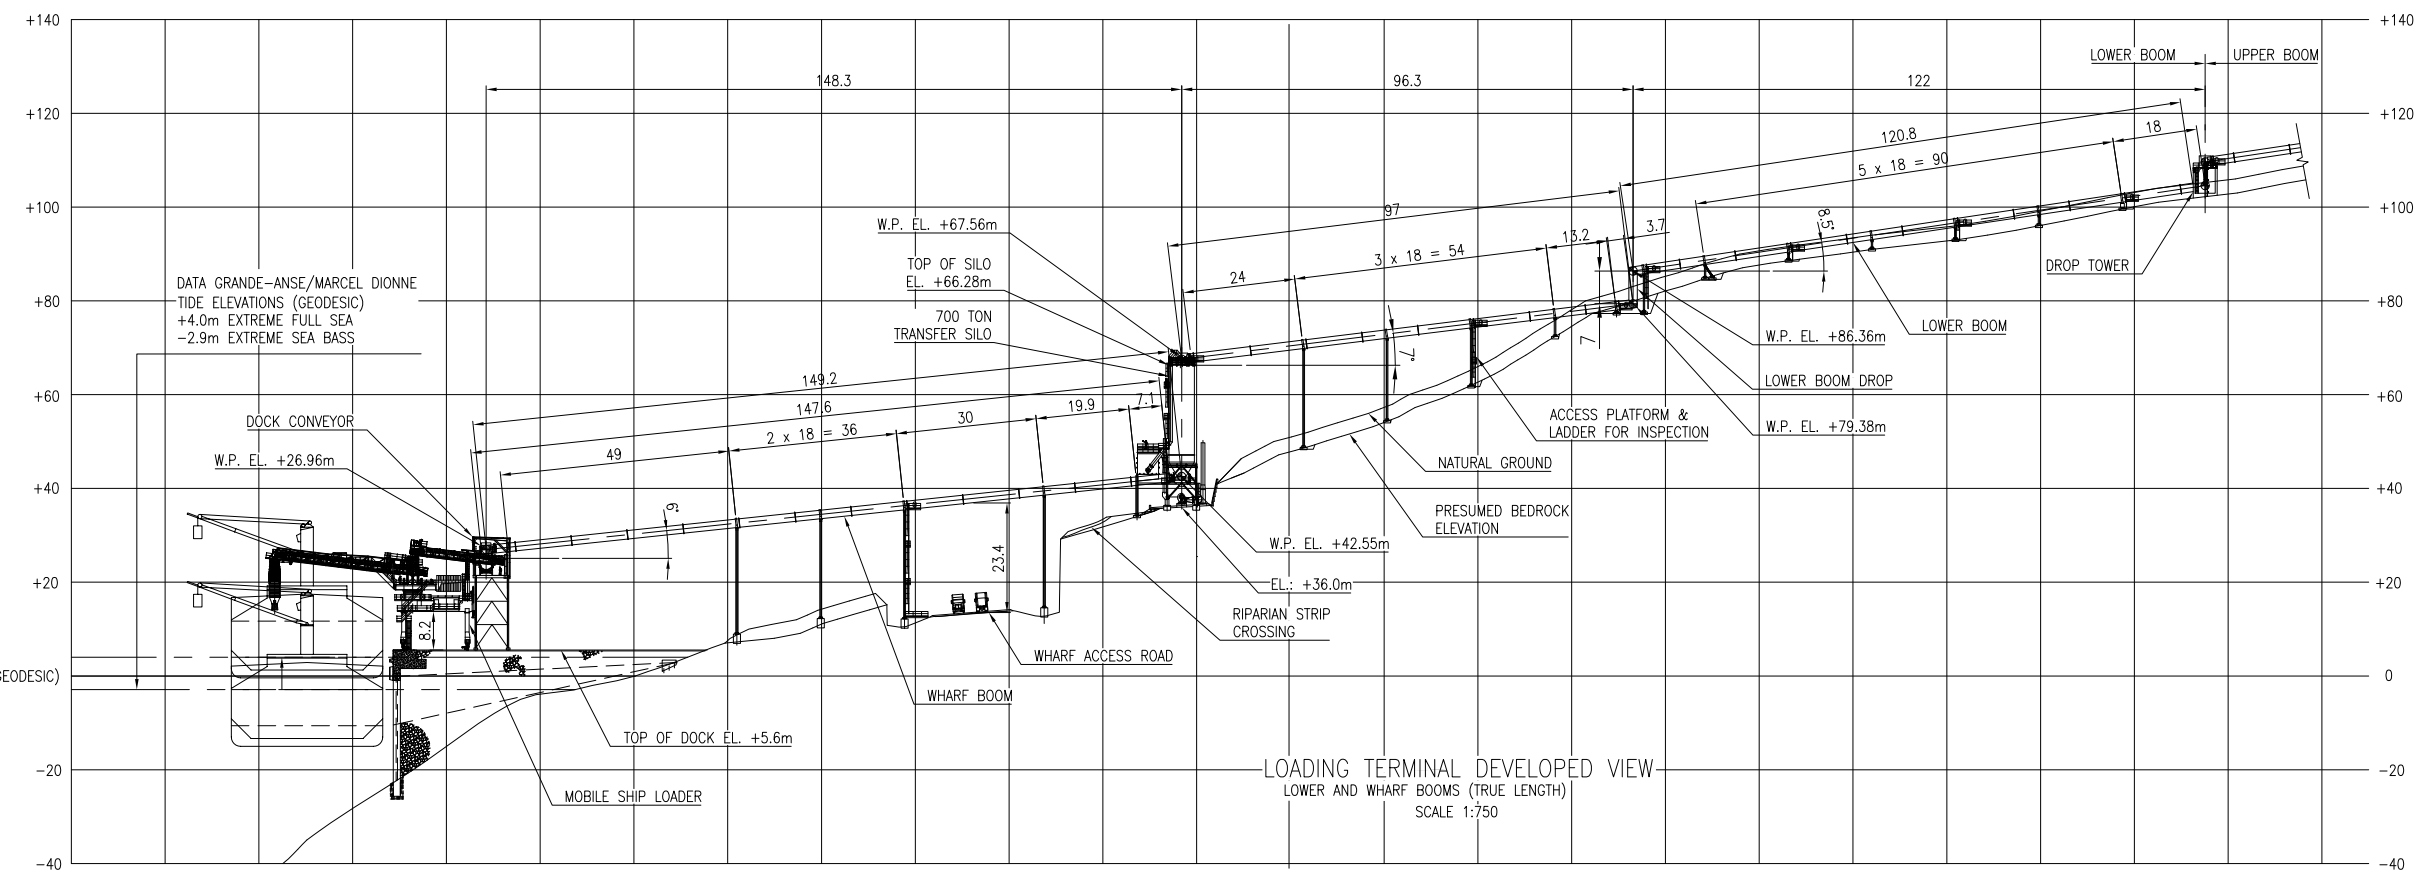 +140
+140
LOWER BOOM
UPPER BOOM
148.3
96.3
122
+120
+120
120.8
18
5 x 18 = 90
+100
+100
97
8.5°
W.P. EL. +67.56m
13.2
3.7
3 x 18 = 54
TOP OF SILO
EL. +66.28m
24
DROP TOWER
DATA GRANDE-ANSE/MARCEL DIONNE
TIDE ELEVATIONS (GEODESIC)
+4.0m EXTREME FULL SEA
-2.9m EXTREME SEA BASS
+80
+80
700 TON
TRANSFER SILO
LOWER BOOM
W.P. EL. +86.36m
7
7°
149.2
LOWER BOOM DROP
+60
+60
147.6
7.1
19.9
30
2 x 18 = 36
49
DOCK CONVEYOR
ACCESS PLATFORM &
LADDER FOR INSPECTION
W.P. EL. +79.38m
W.P. EL. +26.96m
NATURAL GROUND
+40
+40
6°
PRESUMED BEDROCK
ELEVATION
W.P. EL. +42.55m
23.4
+20
+20
EL.: +36.0m
RIPARIAN STRIP
CROSSING
8.2
WHARF ACCESS ROAD
EODESIC)
0
WHARF BOOM
TOP OF DOCK EL. +5.6m
-20
-20
LOADING TERMINAL DEVELOPED VIEW
LOWER AND WHARF BOOMS (TRUE LENGTH)
SCALE 1:750
MOBILE SHIP LOADER
-40
-40